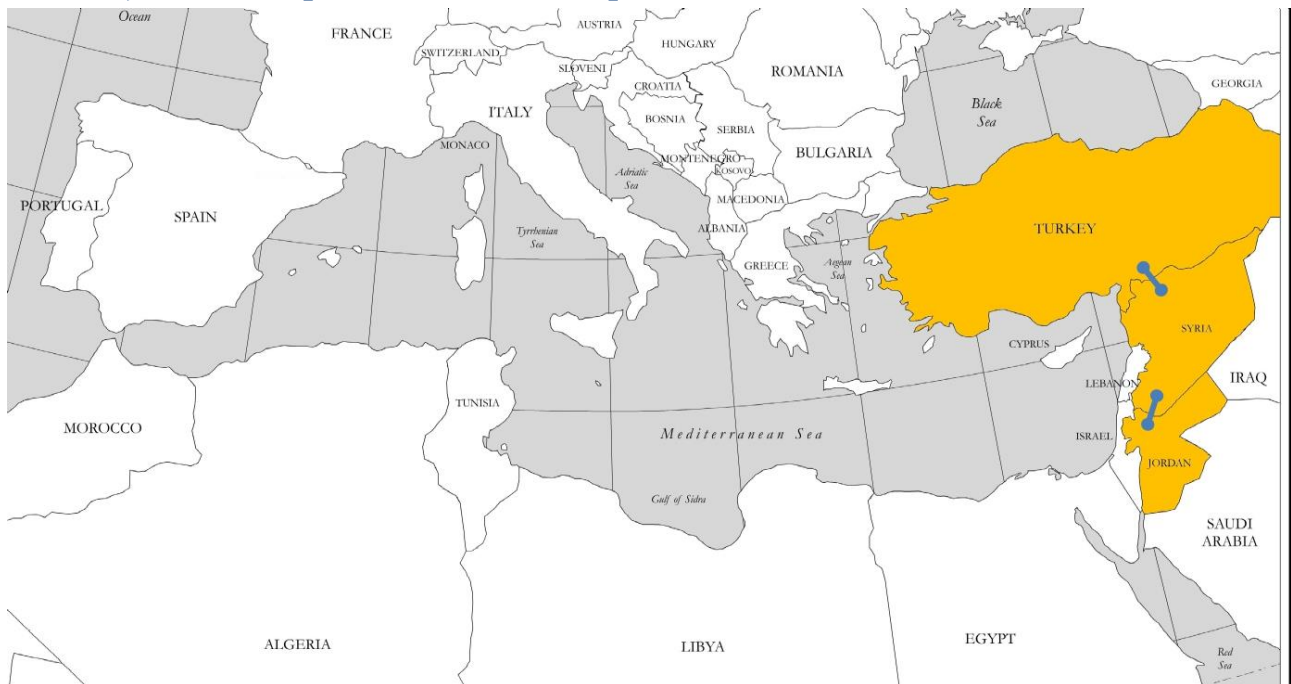 Ocean
FRANCE
AUSTRIA
SWITZERLAND
HUNGARY
SLOVENI
ROMANIA
CROATIA
GEORGIA
ITALY
BOSNIA
Black
Sea
SERBIA
MONACO
BULGARIA
MONTENEGRO
KOSOVO
Adriatic
Sea
MACEDONIA
PORTUGAL
SPAIN
ALBANIA
TURKEY
Tyrrhenian
Sea
GREECE
Aegean
Sea
SYRIA
CYPRUS
IRAQ
LEBANON
TUNISIA
MOROCCO
Mediterranean Sea
ISRAEL
JORDAN
Gulf of Sidra
SAUDI
ARABIA
ALGERIA
LIBYA
EGYPT
Red
Sea